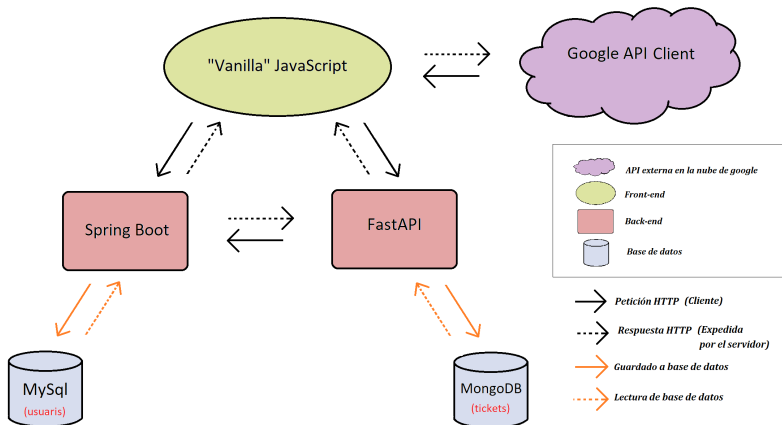 "Vanilla" JavaScript
Google API Client
Spring Boot
FastAPI
MySql
(usuaris)
MongoDB
(tickets)
API externa en la nube de google
Front-end
Back-end
Base de datos
Petición HTTP (Cliente)
Respuesta HTTP (Expedida
por el servidor)
Guardado a base de datos
Lectura de base de datos